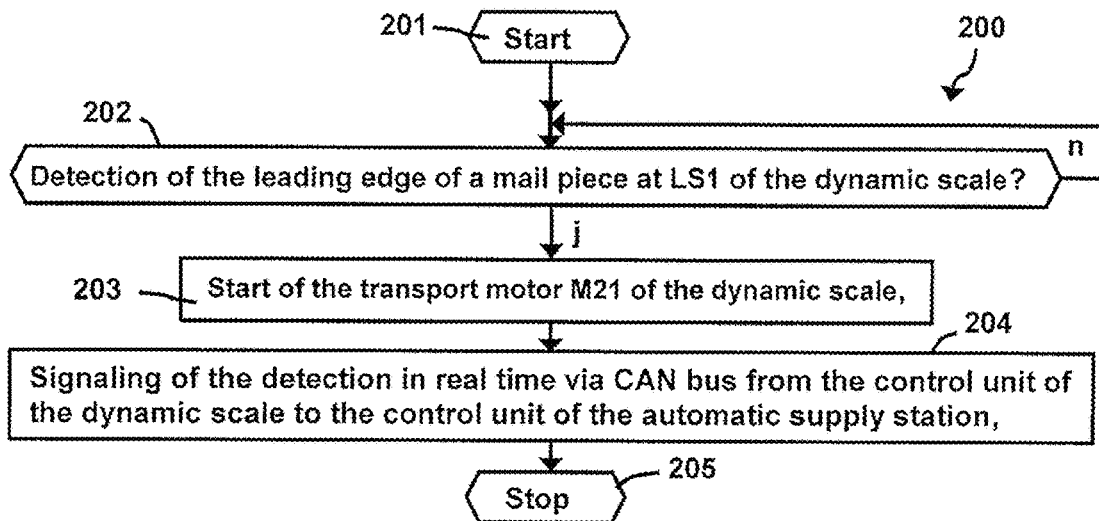 201
Start
200
202
n
Detection of the leading edge of a mail piece at LS1 of the dynamic scale?
j
203
Start of the transport motor M21 of the dynamic scale,
204
Signaling of the detection in real time via CAN bus from the control unit of
the dynamic scale to the control unit of the automatic supply station,
205
Stop